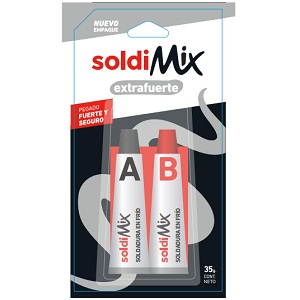 NUEVO
EMPAQUE
soldiMix
extrafuerte
PEGADO
FUERTE Y
SEGURO
A
B
soldiMix
SOLDADURA EN FRÍO
soldiMix
SOLDADURA EN FRÍO
35g
CONT.
NETO